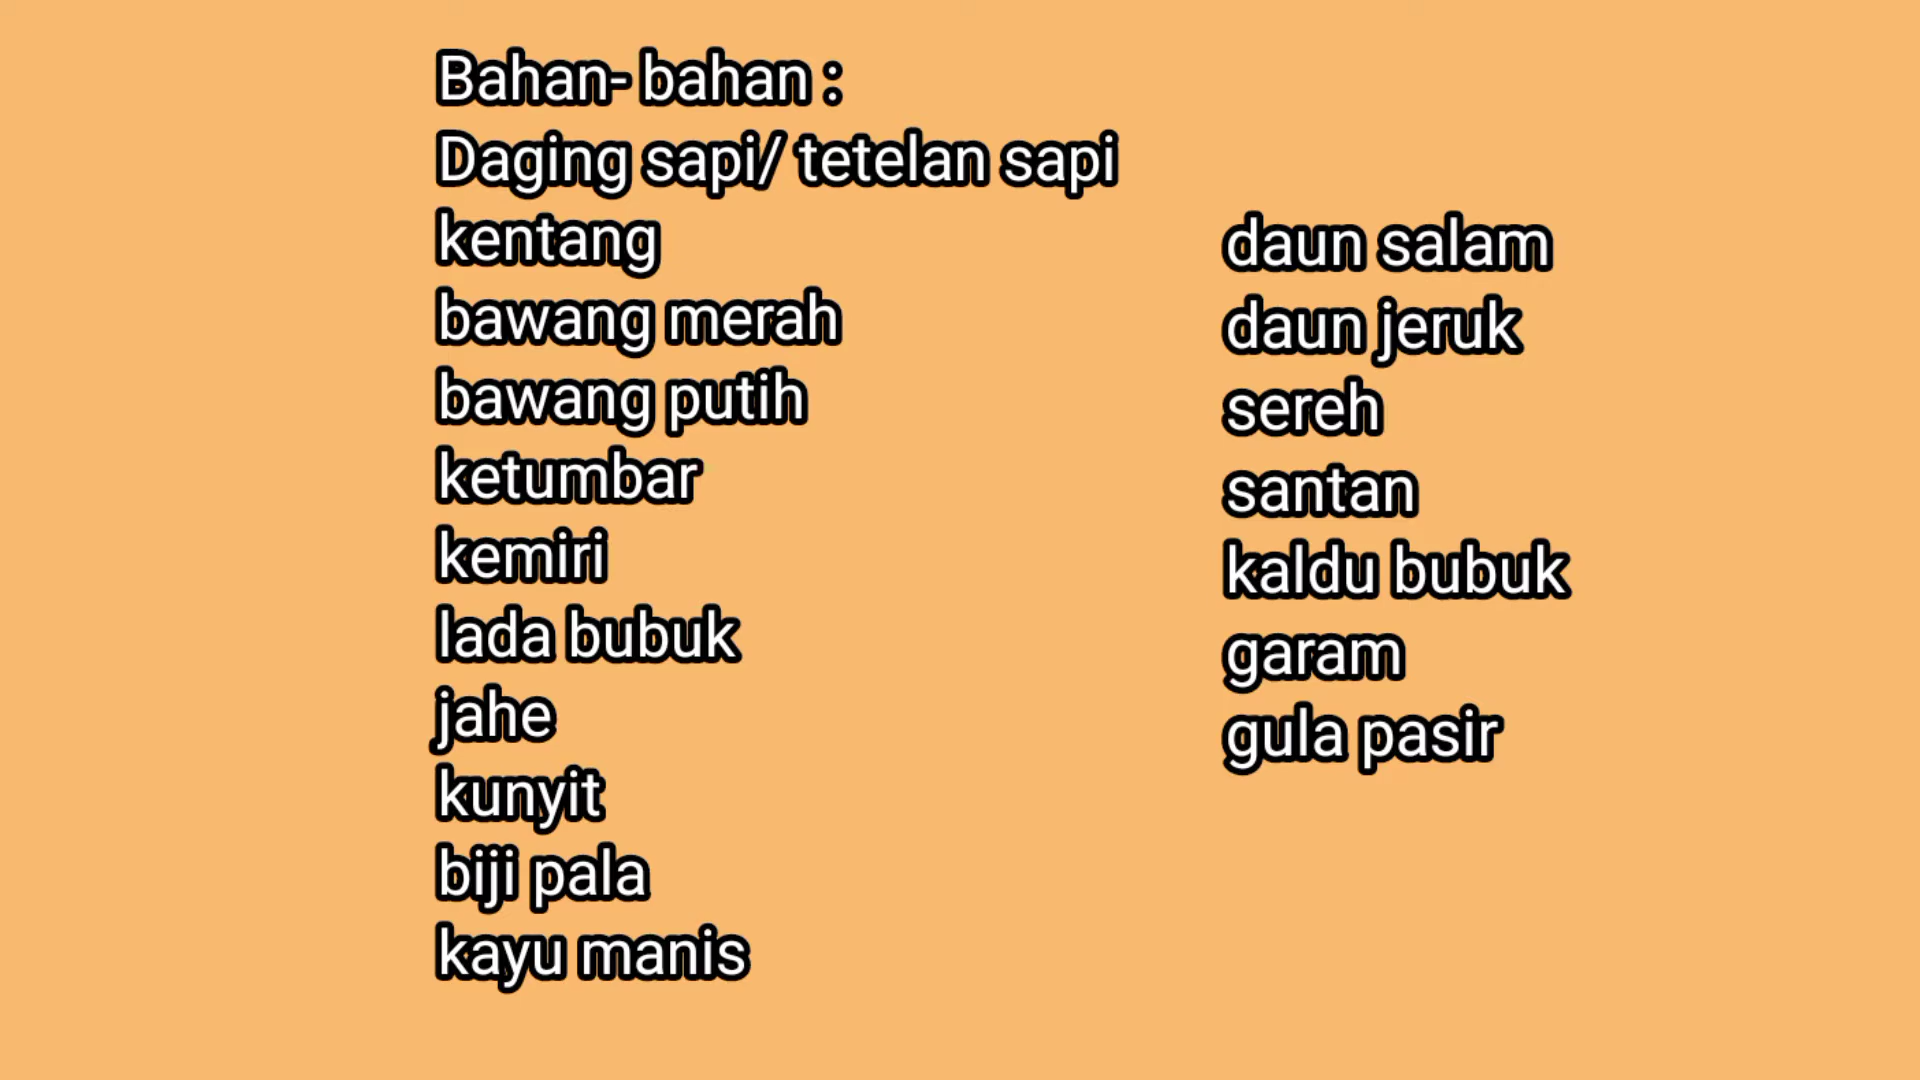 Bahan- bahan :
Daging sapi/ tetelan sapi
kentang
bawang merah
bawang putih
ketumbar
kemiri
lada bubuk
jahe
kunyit
biji pala
kayu manis
daun salam
daun jeruk
sereh
santan
kaldu bubuk
garam
gula pasir